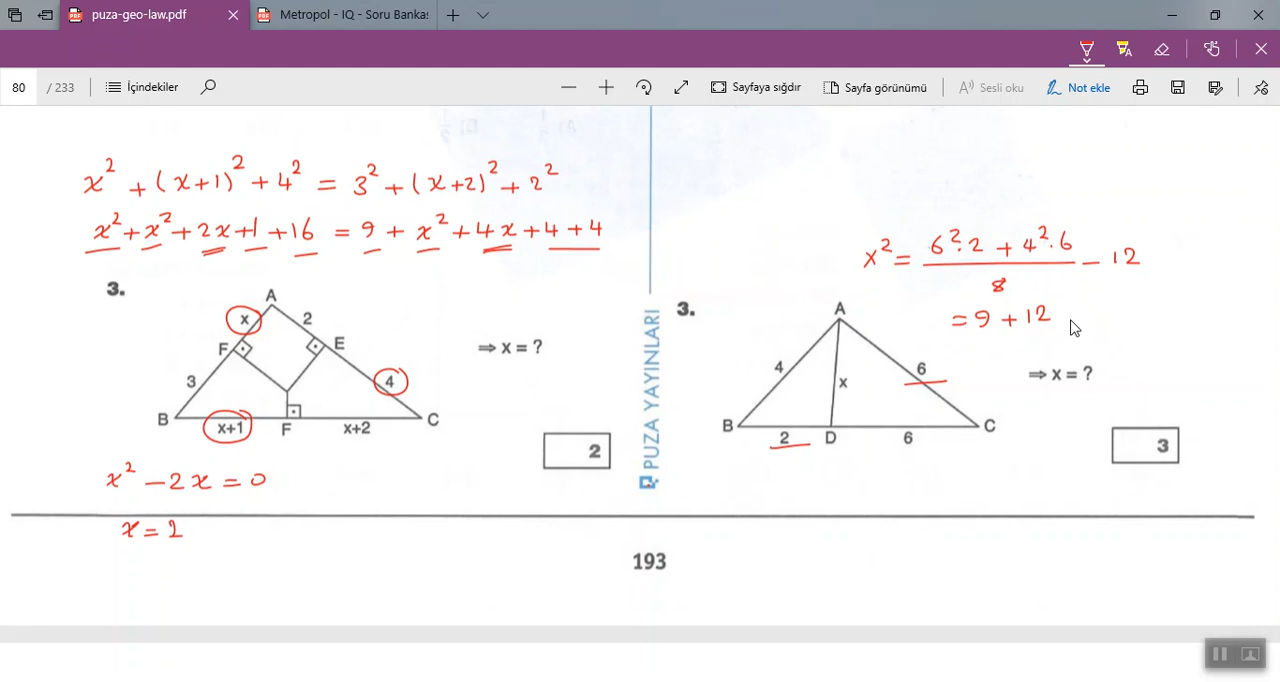 puza-geo-law.pdf
Metropol - IQ - Soru Bankası
80 / 233
İçindekiler
Sayfaya sığdır
Sayfa görünümü
Sesli oku
Not ekle
x² + (x+1)² + 4² = 3² + (x+2)² + 2²
x² + x² + 2x + 1 + 16 = 9 + x² + 4x + 4 + 4
3.
A
x
2
F
E
3
4
B
x+1
F
x+2
C
⇒ x = ?
2
x² - 2x = 0
x = 2
PUZA YAYINLARI
x² = (6²·2 + 4²·6) / 8 - 12
= 9 + 12
3.
A
4
6
x
B
2
D
6
C
⇒ x = ?
3
193